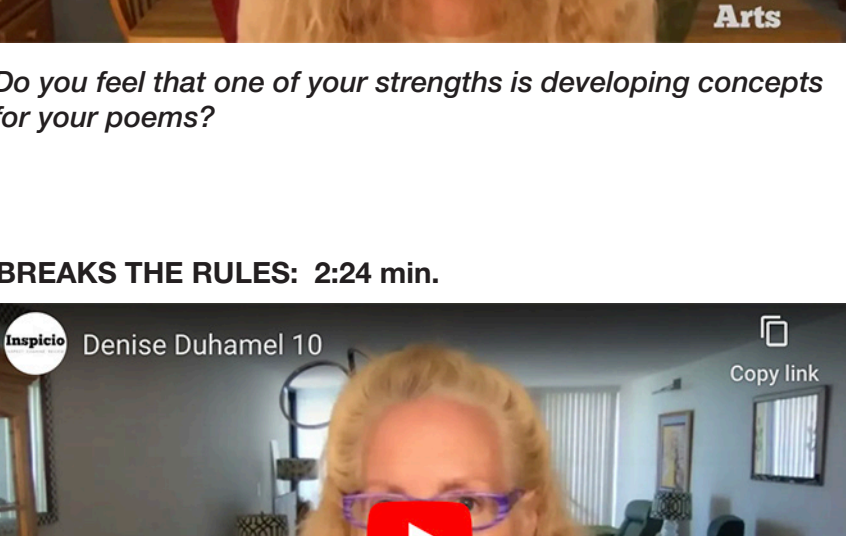 Arts
Do you feel that one of your strengths is developing concepts
for your poems?
BREAKS THE RULES: 2:24 min.
Inspicio
Denise Duhamel 10
Copy link